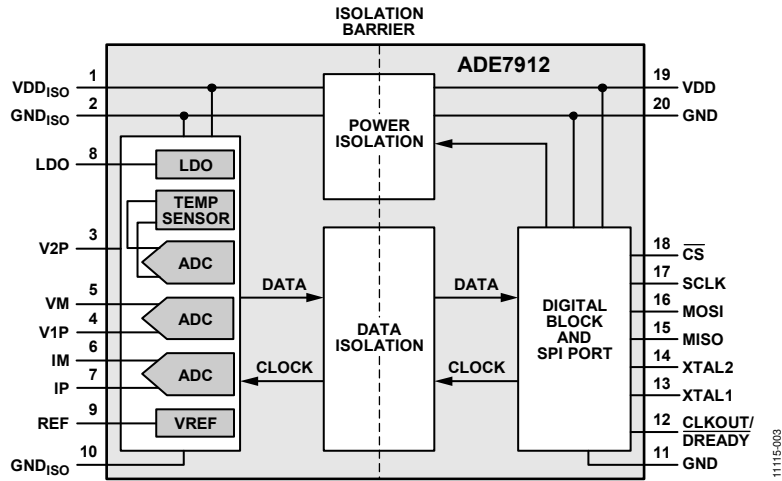 ISOLATION
BARRIER
ADE7912
VDDISO 1
GNDISO 2
LDO 8
V2P 3
VM 5
V1P 4
IM 6
IP 7
REF 9
GNDISO 10
LDO
TEMP
SENSOR
ADC
ADC
ADC
VREF
POWER
ISOLATION
DATA
CLOCK
DATA
ISOLATION
DATA
CLOCK
DIGITAL
BLOCK
AND
SPI PORT
19 VDD
20 GND
18 CS
17 SCLK
16 MOSI
15 MISO
14 XTAL2
13 XTAL1
12 CLKOUT/
DREADY
11 GND
11115-003